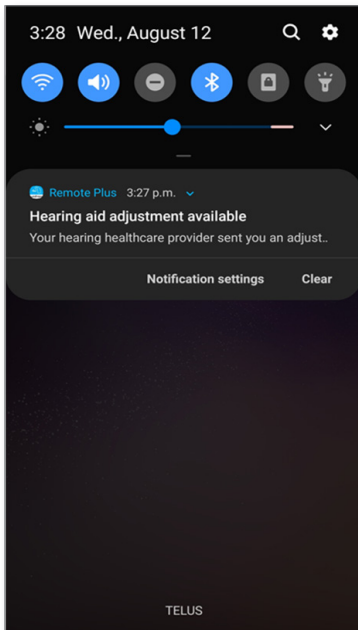 3:28 Wed., August 12
Remote Plus 3:27 p.m.
Hearing aid adjustment available
Your hearing healthcare provider sent you an adjust..
Notification settings Clear
TELUS